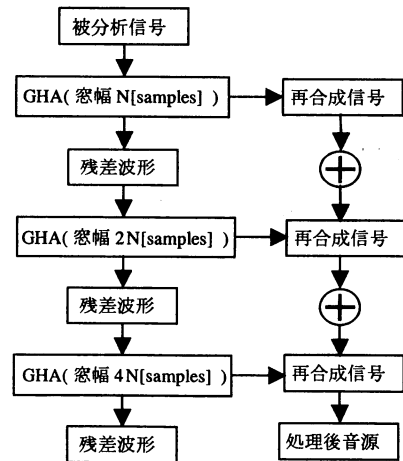 被分析信号
GHA( 窓幅 N[samples] )
再合成信号
残差波形
GHA( 窓幅 2N[samples] )
再合成信号
残差波形
GHA( 窓幅 4N[samples] )
再合成信号
残差波形
処理後音源